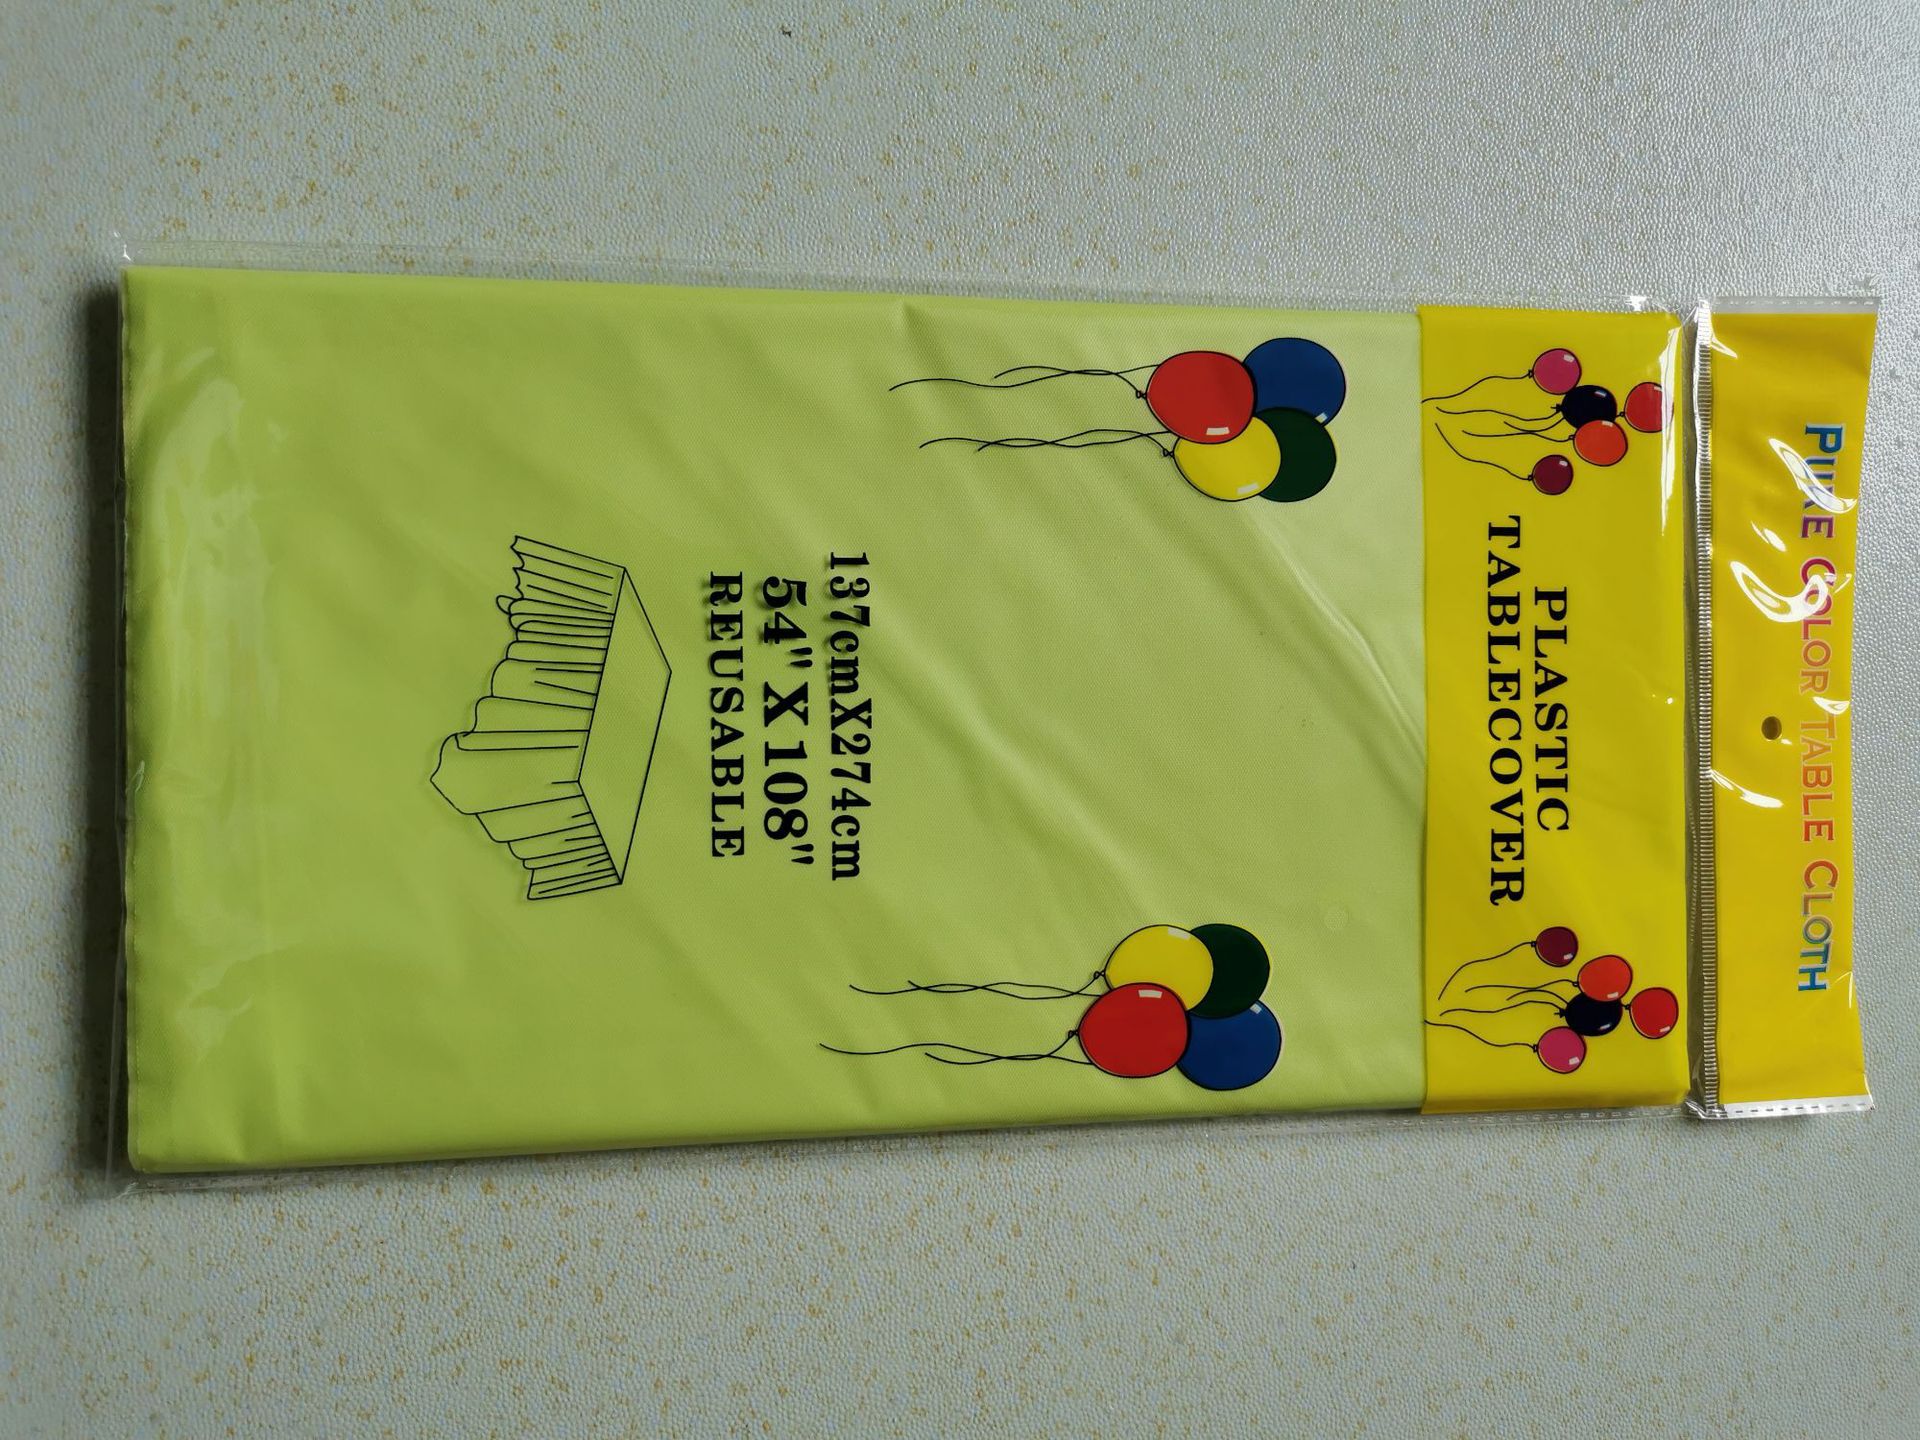 PURE COLOR TABLE CLOTH
PLASTIC
TABLECOVER
137cmX274cm
54" X 108"
REUSABLE